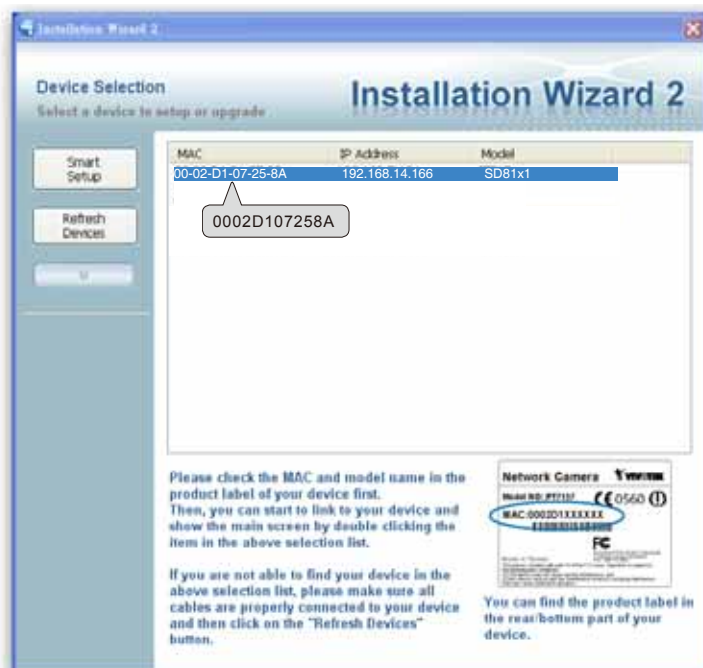 Installation Wizard 2
Device Selection
Select a device to setup or upgrade
Installation Wizard 2
Smart
Setup
Refresh
Devices
MAC IP Address Model
00-02-D1-07-25-8A 192.168.14.166 SD81x1
0002D107258A
Please check the MAC and model name in the
product label of your device first.
Then, you can start to link to your device and
show the main screen by double clicking the
item in the above selection list.
If you are not able to find your device in the
above selection list, please make sure all
cables are properly connected to your device
and then click on the "Refresh Devices"
button.
Network Camera VIVOTEK
Model NO: PT7137
CE0560
MAC:0002D1XXXXXX
FC
You can find the product label in
the rear/bottom part of your
device.